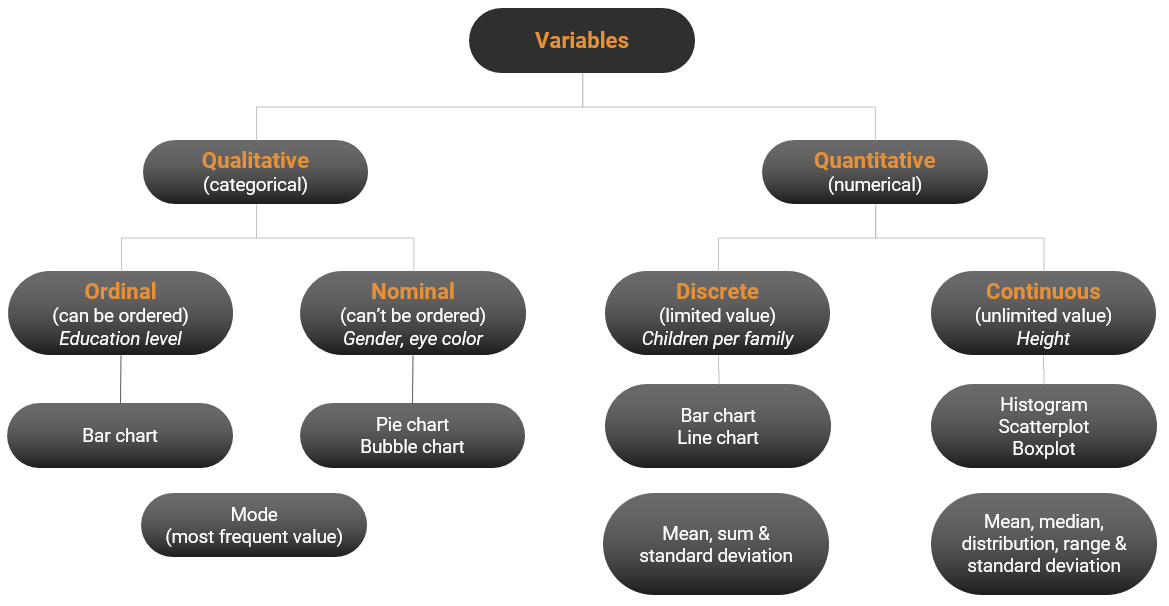 Variables
Qualitative
(categorical)
Quantitative
(numerical)
Ordinal
(can be ordered)
Education level
Nominal
(can’t be ordered)
Gender, eye color
Discrete
(limited value)
Children per family
Continuous
(unlimited value)
Height
Bar chart
Pie chart
Bubble chart
Bar chart
Line chart
Histogram
Scatterplot
Boxplot
Mode
(most frequent value)
Mean, sum &
standard deviation
Mean, median,
distribution, range &
standard deviation